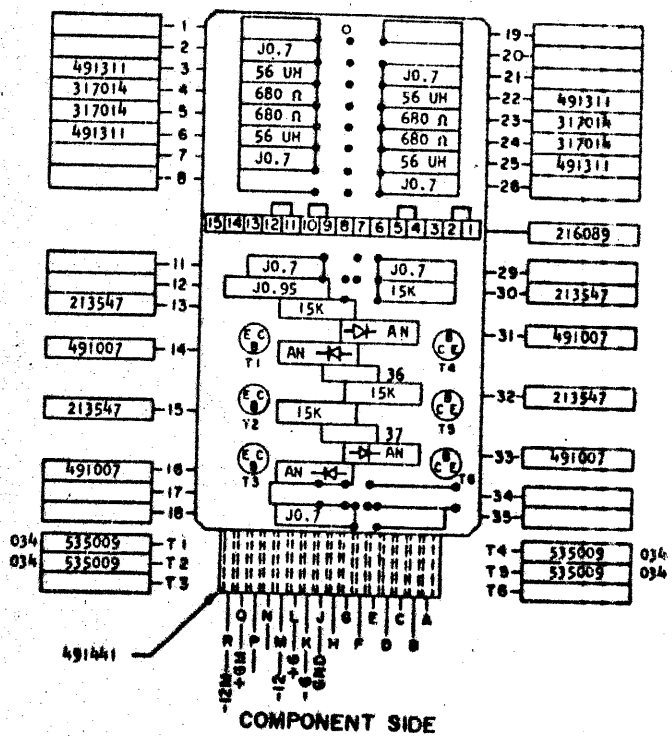 1 19
2 J0.7 20
491311 3 56 UH J0.7 21
317014 4 680 Ω 56 UH 22 491311
317014 5 680 Ω 680 Ω 23 317014
491311 6 56 UH 680 Ω 24 317014
7 J0.7 56 UH 25 491311
8 J0.7 26
15 14 13 12 11 10 9 8 7 6 5 4 3 2 1 216089
11 J0.7 J0.7 29
12 J0.95 15K 30 213547
213547 13 15K
AN 31 491007
491007 14 E C B T1 AN B C E T4
36
15K 32 213547
213547 15 E C B T2 15K B C E T5
37
AN 33 491007
491007 16 E C B T3 AN B C E T6
17 34
18 J0.7 35
034 535009 T1 T4 535009 034
034 535009 T2 T5 535009 034
T3 T6
491441
R Q P N M L K J H G F E D C B A
-12M +6M -12 +6 -6 GND
COMPONENT SIDE